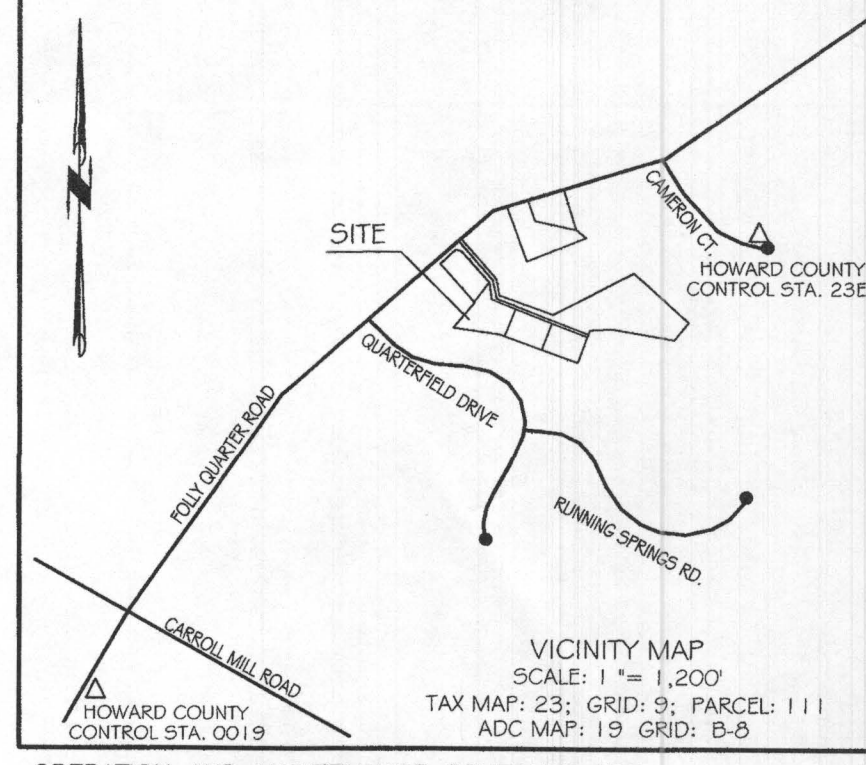 N
SITE
CAMERON CT.
HOWARD COUNTY
CONTROL STA. 23E
QUARTERFIELD DRIVE
FOLLY QUARTER ROAD
RUNNING SPRINGS RD.
CARROLL MILL ROAD
VICINITY MAP
SCALE: 1 "= 1,200'
TAX MAP: 23; GRID: 9; PARCEL: 111
ADC MAP: 19 GRID: B-8
HOWARD COUNTY
CONTROL STA. 0019